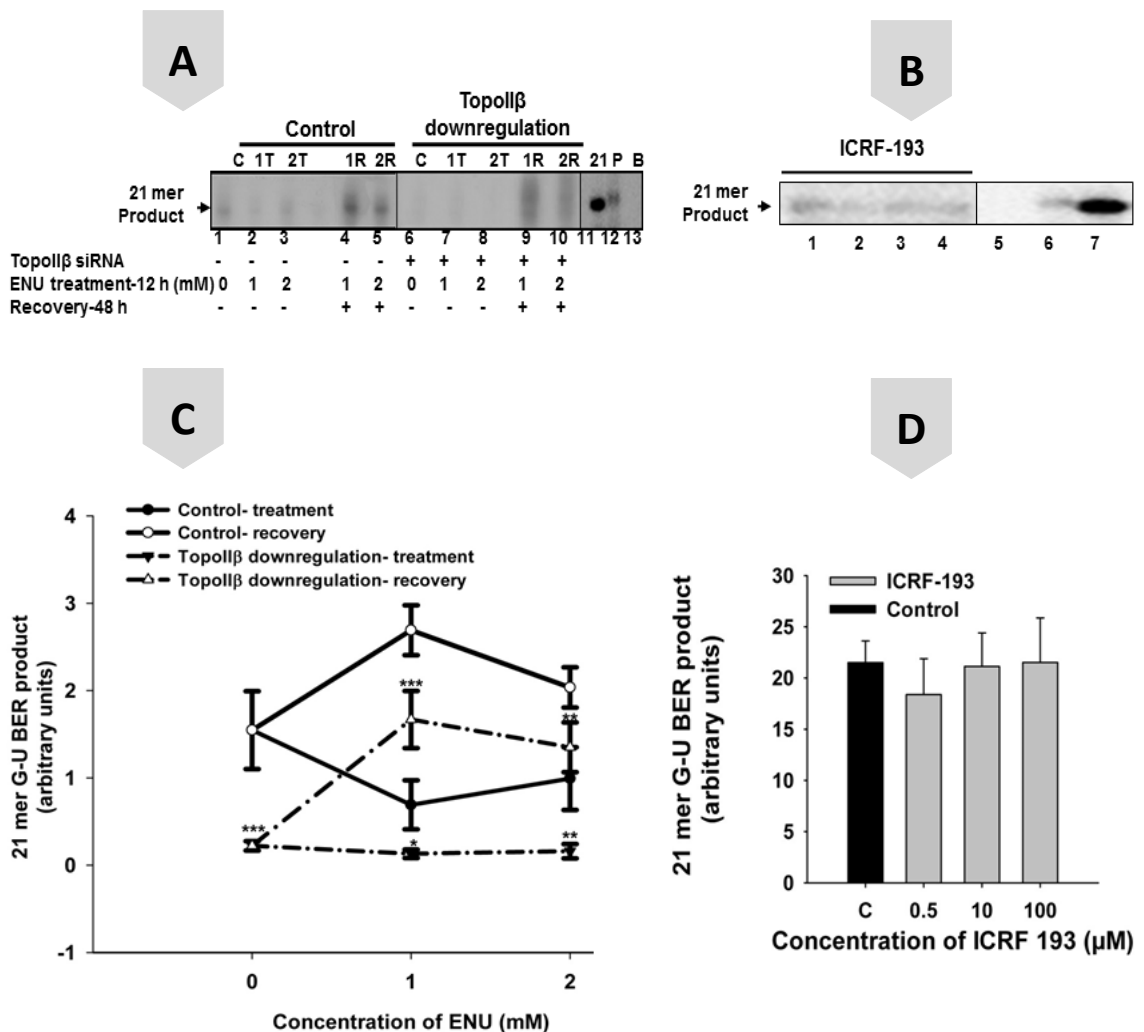 A
Control
TopoIIβ
downregulation
C 1T 2T 1R 2R C 1T 2T 1R 2R 21 P B
21 mer
Product
1 2 3 4 5 6 7 8 9 10 11 12 13
TopoIIβ siRNA - - - - - + + + + +
ENU treatment-12 h (mM) 0 1 2 1 2 0 1 2 1 2
Recovery-48 h - - - + + - - - + +
B
ICRF-193
21 mer
Product
1 2 3 4 5 6 7
C
Control- treatment
Control- recovery
TopoIIβ downregulation- treatment
TopoIIβ downregulation- recovery
21 mer G-U BER product
(arbitrary units)
4
3
2
1
0
-1
***
**
***
*
**
0 1 2
Concentration of ENU (mM)
D
ICRF-193
Control
21 mer G-U BER product
(arbitrary units)
30
25
20
15
10
5
0
C 0.5 10 100
Concentration of ICRF 193 (µM)